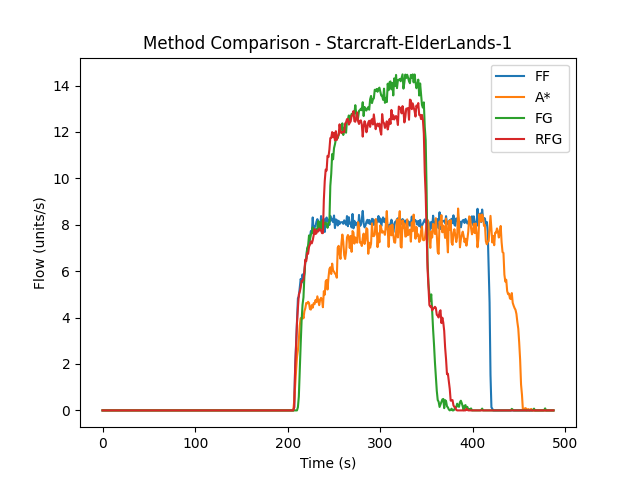 Method Comparison - Starcraft-ElderLands-1
FF
A*
FG
RFG
Flow (units/s)
14
12
10
8
6
4
2
0
0 100 200 300 400 500
Time (s)